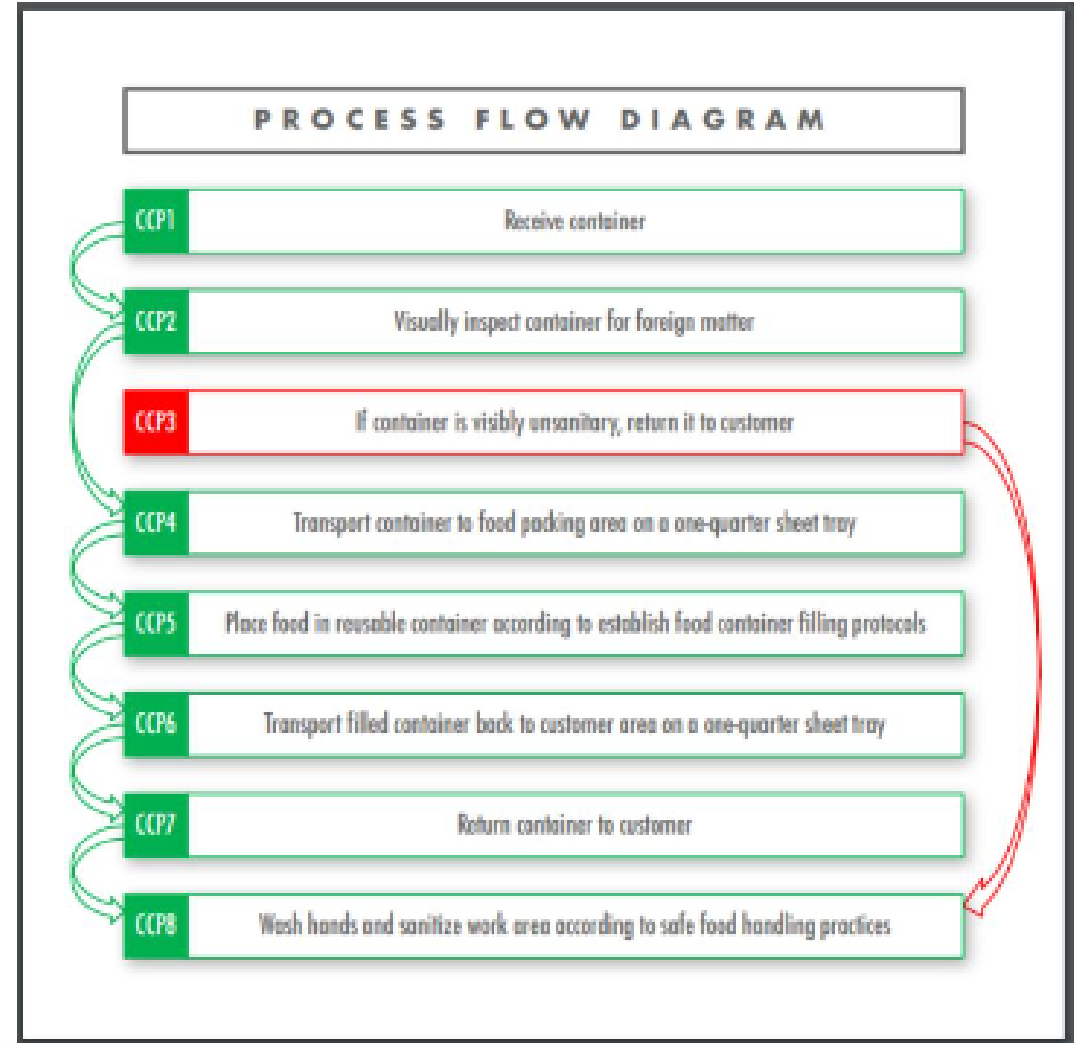 PROCESS FLOW DIAGRAM
CCP1 Receive container
CCP2 Visually inspect container for foreign matter
CCP3 If container is visibly unsanitary, return it to customer
CCP4 Transport container to food packing area on a one-quarter sheet tray
CCP5 Place food in reusable container according to establish food container filling protocols
CCP6 Transport filled container back to customer area on a one-quarter sheet tray
CCP7 Return container to customer
CCP8 Wash hands and sanitize work area according to safe food handling practices